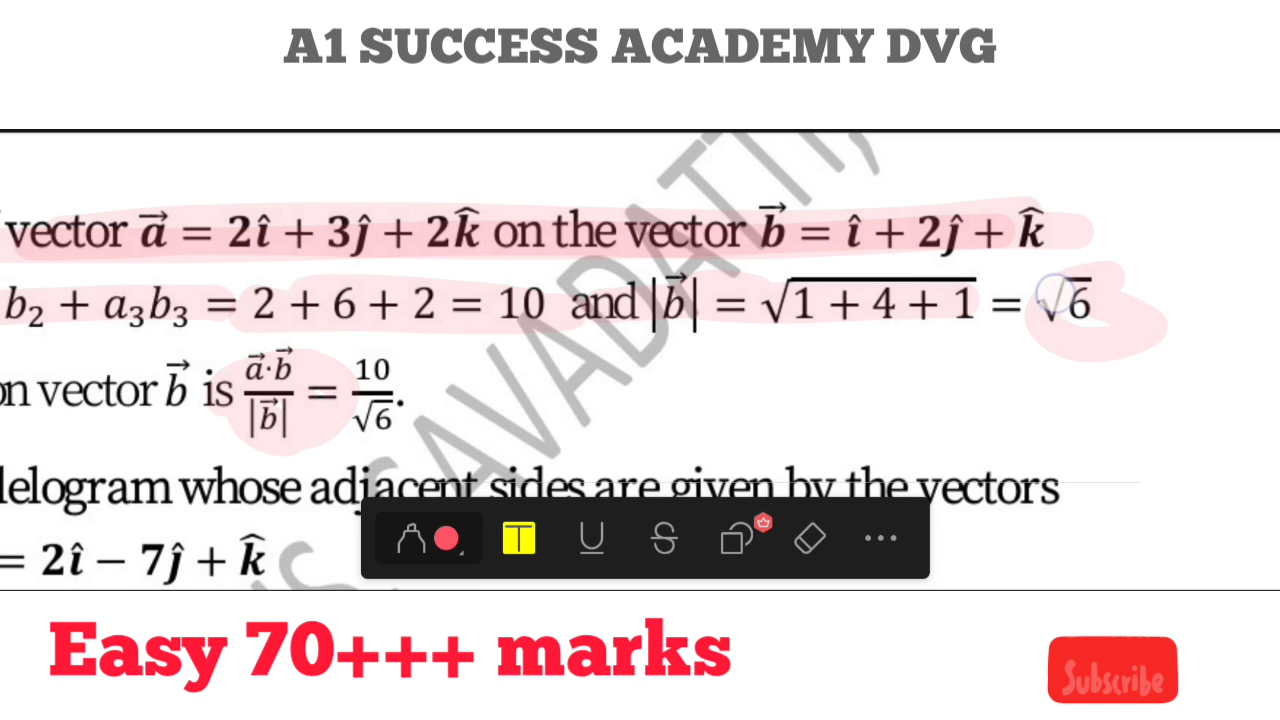 A1 SUCCESS ACADEMY DVG
vector a⃗ = 2î + 3ĵ + 2k̂ on the vector b⃗ = î + 2ĵ + k̂
b₂ + a₃b₃ = 2 + 6 + 2 = 10 and |b⃗| = √(1 + 4 + 1) = √6
on vector b⃗ is a⃗·b⃗/|b⃗| = 10/√6.
lelogram whose adjacent sides are given by the vectors
= 2î − 7ĵ + k̂
SAVADATTI,
Easy 70+++ marks
Subscribe